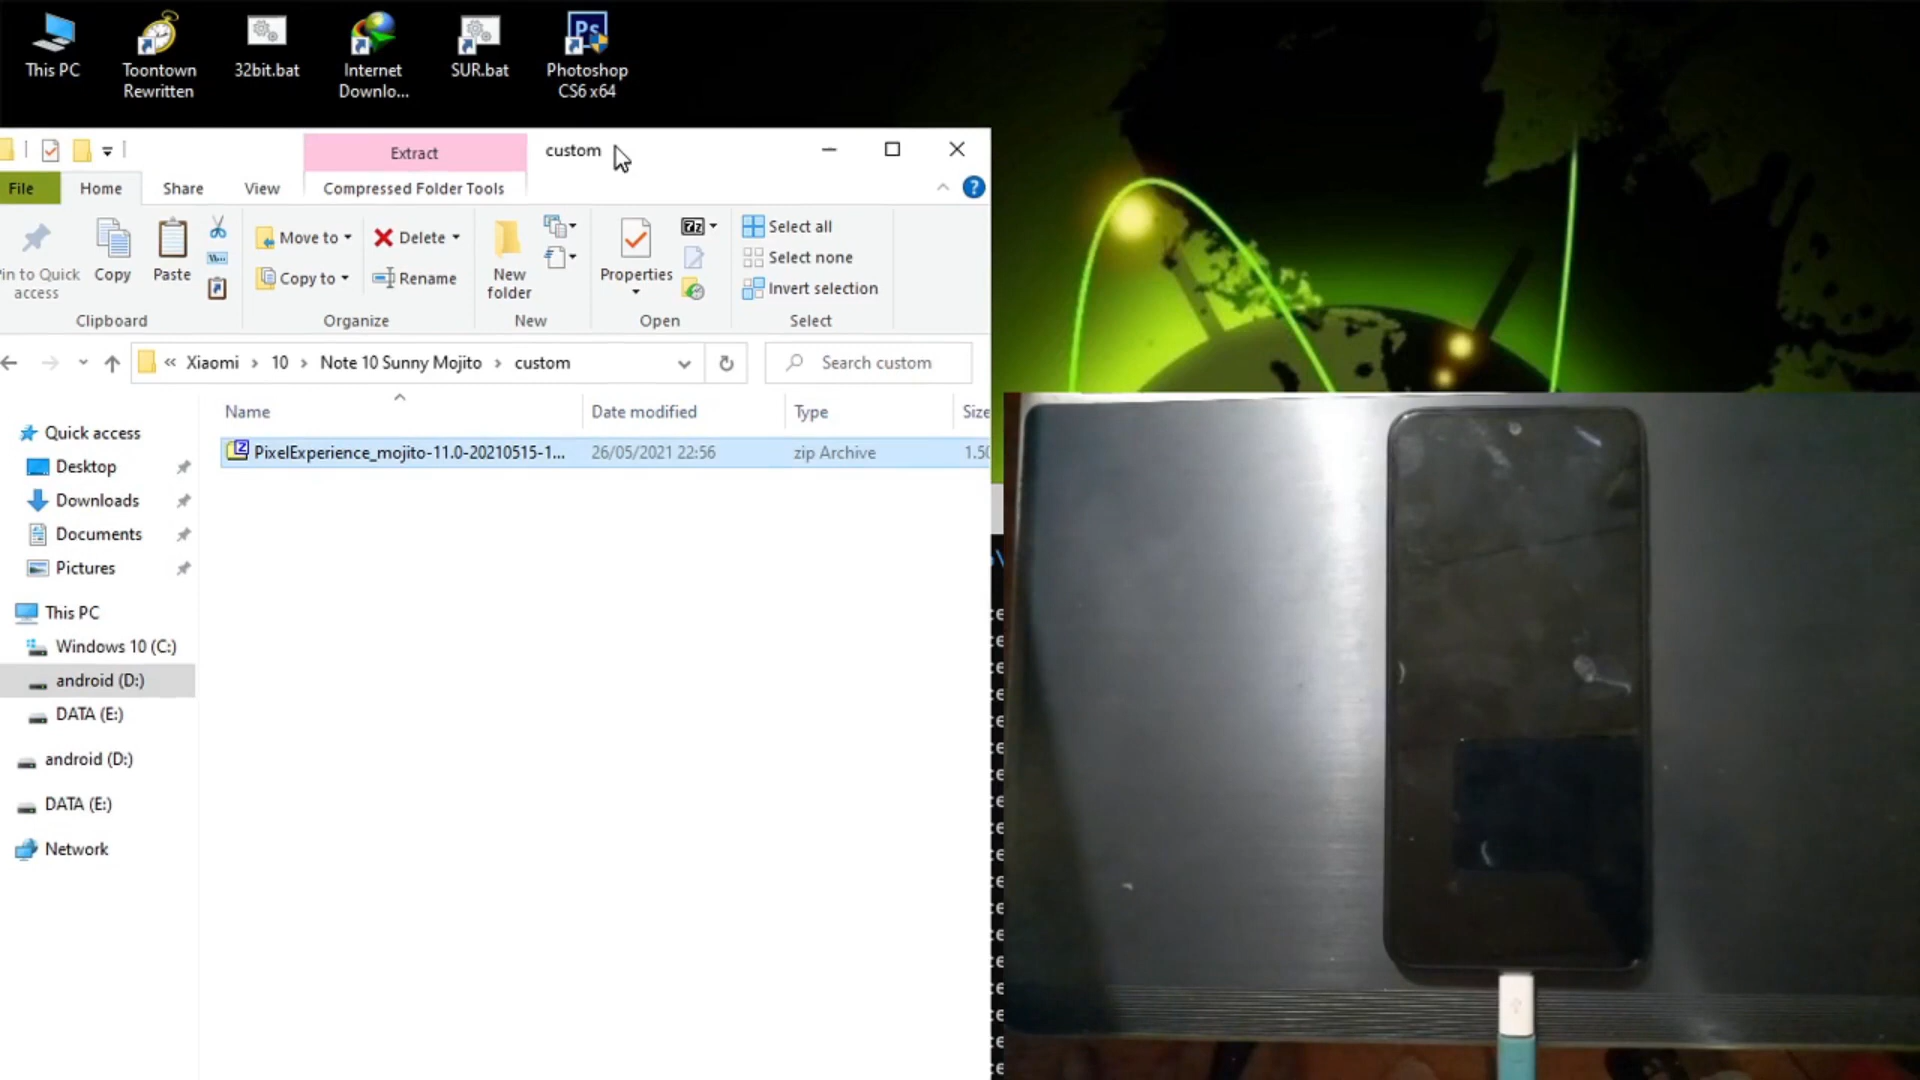 This PC
Toontown
Rewritten
32bit.bat
Internet
Downlo...
SUR.bat
Ps
Photoshop
CS6 x64
Extract
custom
File
Home
Share
View
Compressed Folder Tools
?
in to Quick
access
Copy
Paste
Move to
Copy to
Delete
Rename
New
folder
Properties
7z
Select all
Select none
Invert selection
Clipboard
Organize
New
Open
Select
« Xiaomi > 10 > Note 10 Sunny Mojito > custom
Search custom
Name
Date modified
Type
Size
PixelExperience_mojito-11.0-20210515-1...
26/05/2021 22:56
zip Archive
1.50
Quick access
Desktop
Downloads
Documents
Pictures
This PC
Windows 10 (C:)
android (D:)
DATA (E:)
android (D:)
DATA (E:)
Network